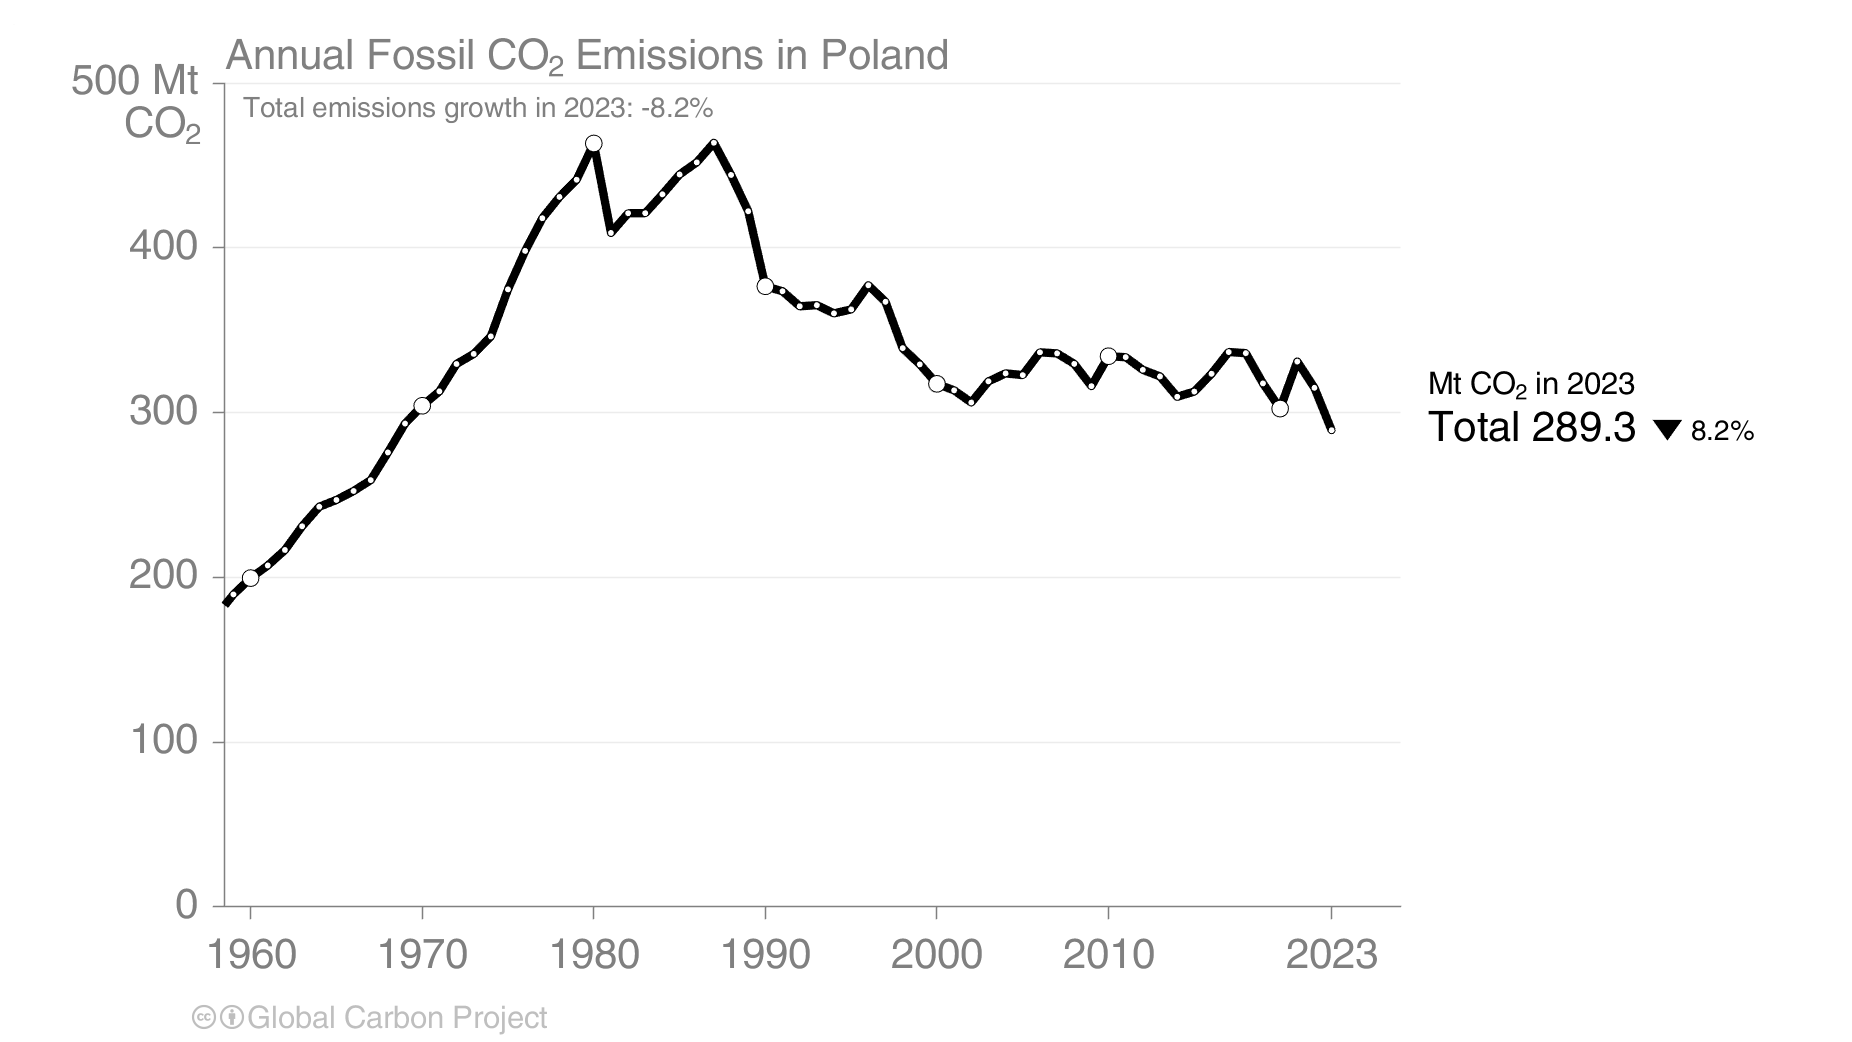 Annual Fossil CO₂ Emissions in Poland
500 Mt
CO₂
Total emissions growth in 2023: -8.2%
400
300
200
100
0
Mt CO₂ in 2023
Total 289.3 ▼ 8.2%
1960 1970 1980 1990 2000 2010 2023
cc Global Carbon Project